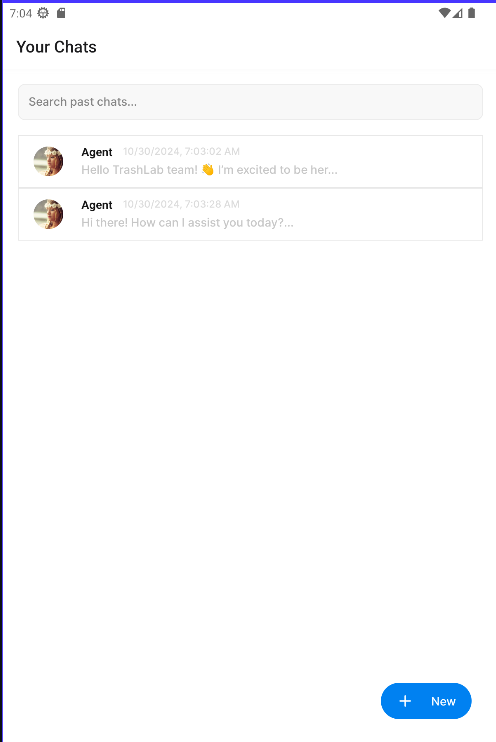 7:04
Your Chats
Search past chats...
Agent 10/30/2024, 7:03:02 AM
Hello TrashLab team! 👋 I'm excited to be her...
Agent 10/30/2024, 7:03:28 AM
Hi there! How can I assist you today?...
+ New